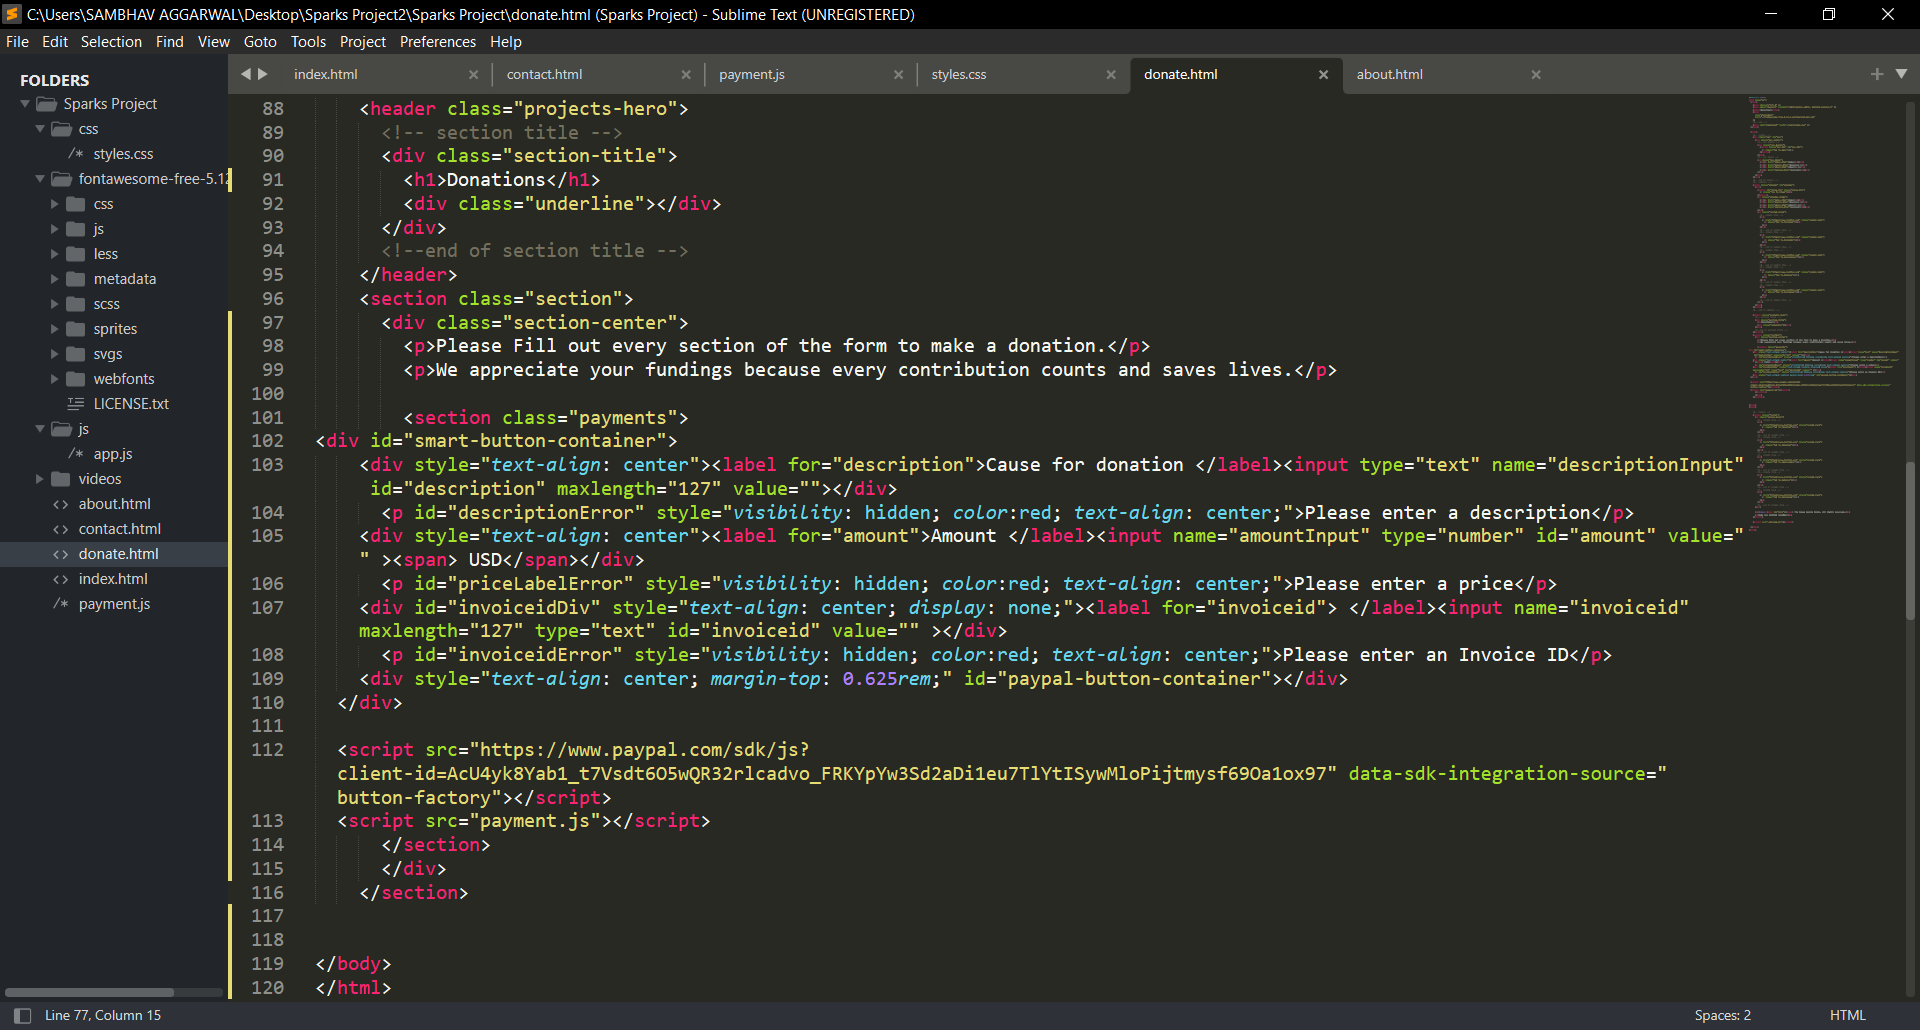 C:\Users\SAMBHAV AGGARWAL\Desktop\Sparks Project2\Sparks Project\donate.html (Sparks Project) - Sublime Text (UNREGISTERED)
File Edit Selection Find View Goto Tools Project Preferences Help
FOLDERS
Sparks Project
css
/* styles.css
fontawesome-free-5.12
css
js
less
metadata
scss
sprites
svgs
webfonts
LICENSE.txt
js
/* app.js
videos
<> about.html
<> contact.html
<> donate.html
<> index.html
/* payment.js
index.html × contact.html × payment.js × styles.css × donate.html × about.html ×
88 <header class="projects-hero">
89 <!-- section title -->
90 <div class="section-title">
91 <h1>Donations</h1>
92 <div class="underline"></div>
93 </div>
94 <!--end of section title -->
95 </header>
96 <section class="section">
97 <div class="section-center">
98 <p>Please Fill out every section of the form to make a donation.</p>
99 <p>We appreciate your fundings because every contribution counts and saves lives.</p>
100
101 <section class="payments">
102 <div id="smart-button-container">
103 <div style="text-align: center"><label for="description">Cause for donation </label><input type="text" name="descriptionInput"
id="description" maxlength="127" value=""></div>
104 <p id="descriptionError" style="visibility: hidden; color:red; text-align: center;">Please enter a description</p>
105 <div style="text-align: center"><label for="amount">Amount </label><input name="amountInput" type="number" id="amount" value="
" ><span> USD</span></div>
106 <p id="priceLabelError" style="visibility: hidden; color:red; text-align: center;">Please enter a price</p>
107 <div id="invoiceidDiv" style="text-align: center; display: none;"><label for="invoiceid"> </label><input name="invoiceid"
maxlength="127" type="text" id="invoiceid" value="" ></div>
108 <p id="invoiceidError" style="visibility: hidden; color:red; text-align: center;">Please enter an Invoice ID</p>
109 <div style="text-align: center; margin-top: 0.625rem;" id="paypal-button-container"></div>
110 </div>
111
112 <script src="https://www.paypal.com/sdk/js?
client-id=AcU4yk8Yab1_t7Vsdt6O5wQR32rlcadvo_FRKYpYw3Sd2aDi1eu7TlYtISywMloPijtmysf69Oa1ox97" data-sdk-integration-source="
button-factory"></script>
113 <script src="payment.js"></script>
114 </section>
115 </div>
116 </section>
117
118
119 </body>
120 </html>
Line 77, Column 15 Spaces: 2 HTML